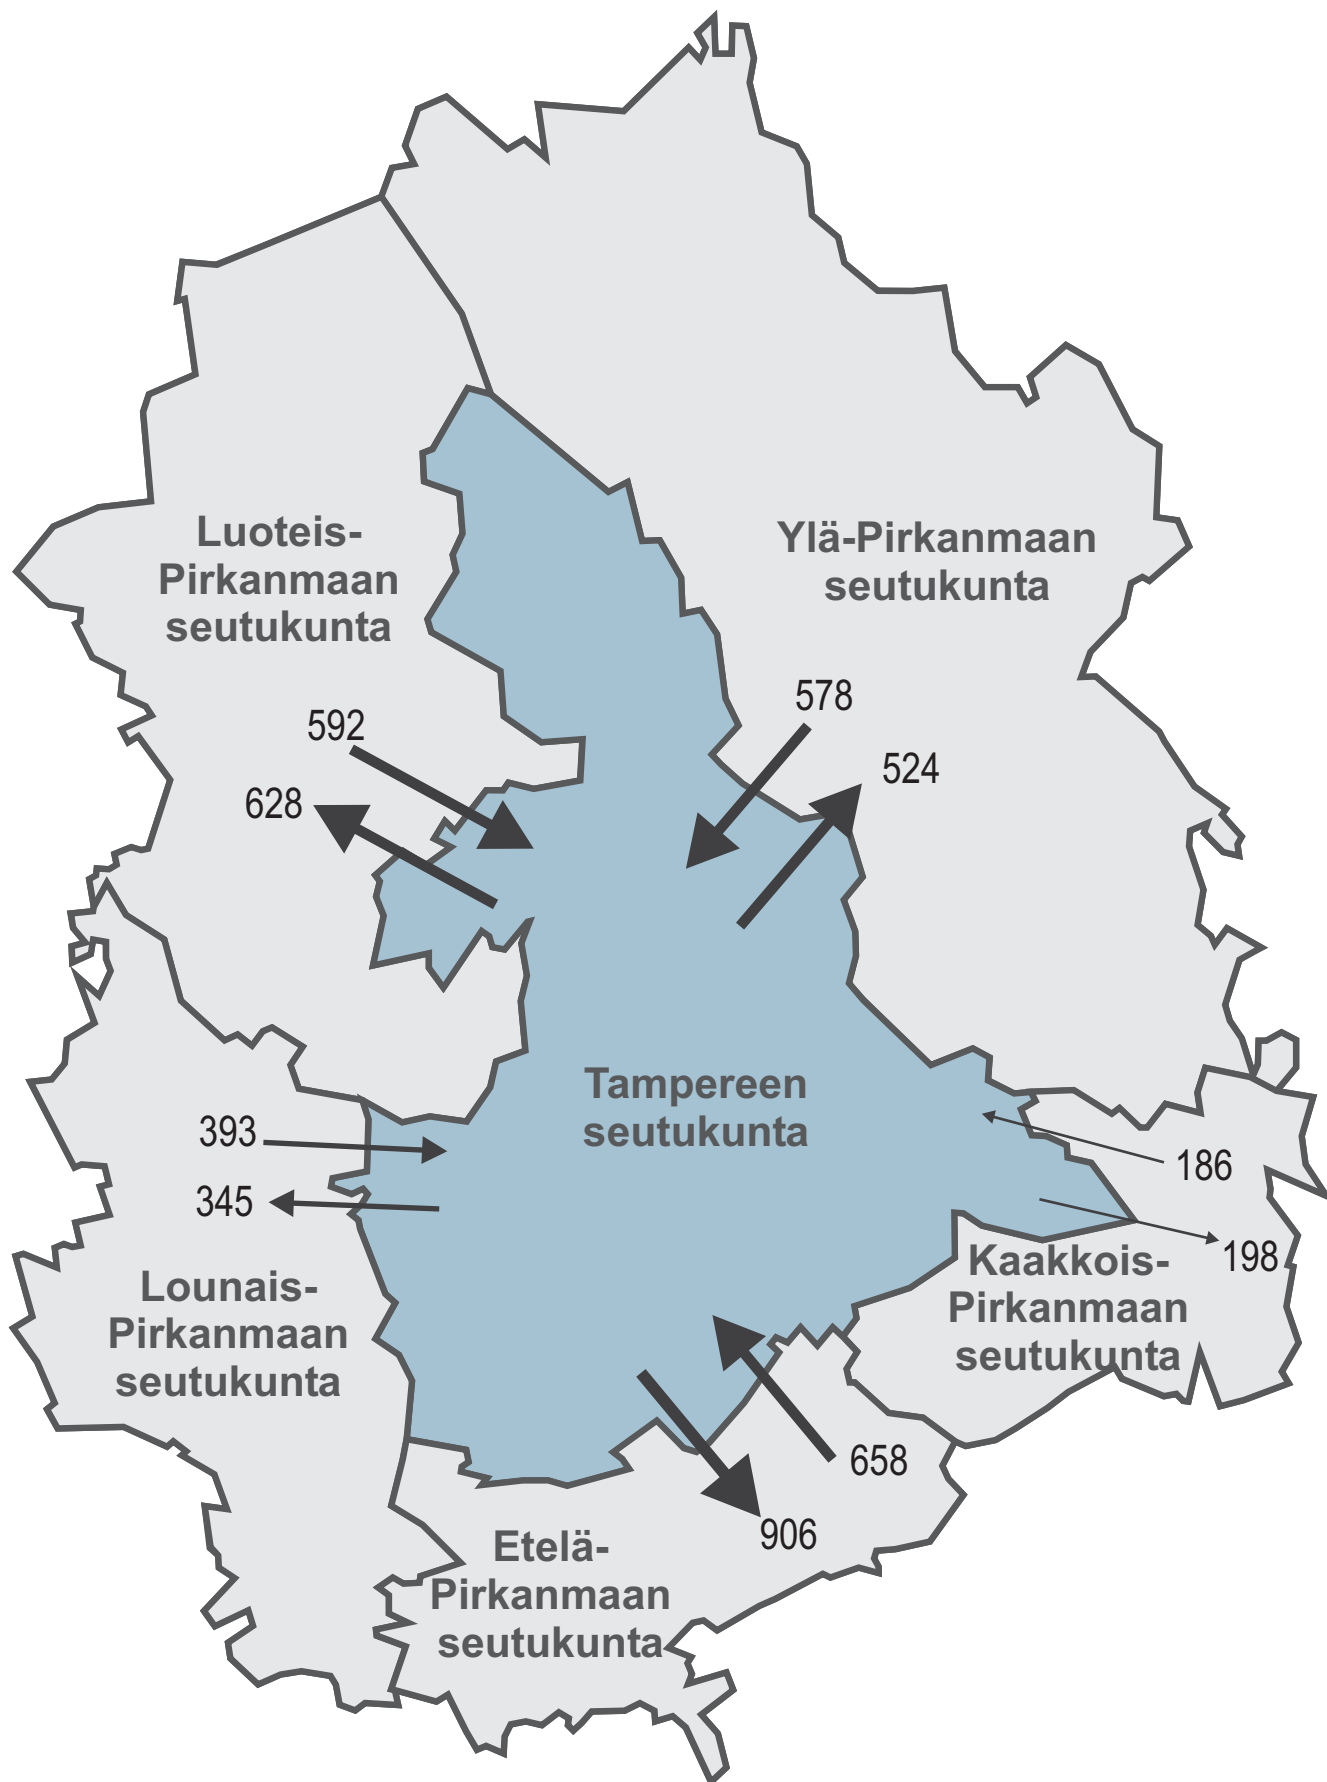 Luoteis-
Pirkanmaan
seutukunta
Ylä-Pirkanmaan
seutukunta
592
628
578
524
Tampereen
seutukunta
393
345
186
198
Lounais-
Pirkanmaan
seutukunta
Kaakkois-
Pirkanmaan
seutukunta
658
906
Etelä-
Pirkanmaan
seutukunta